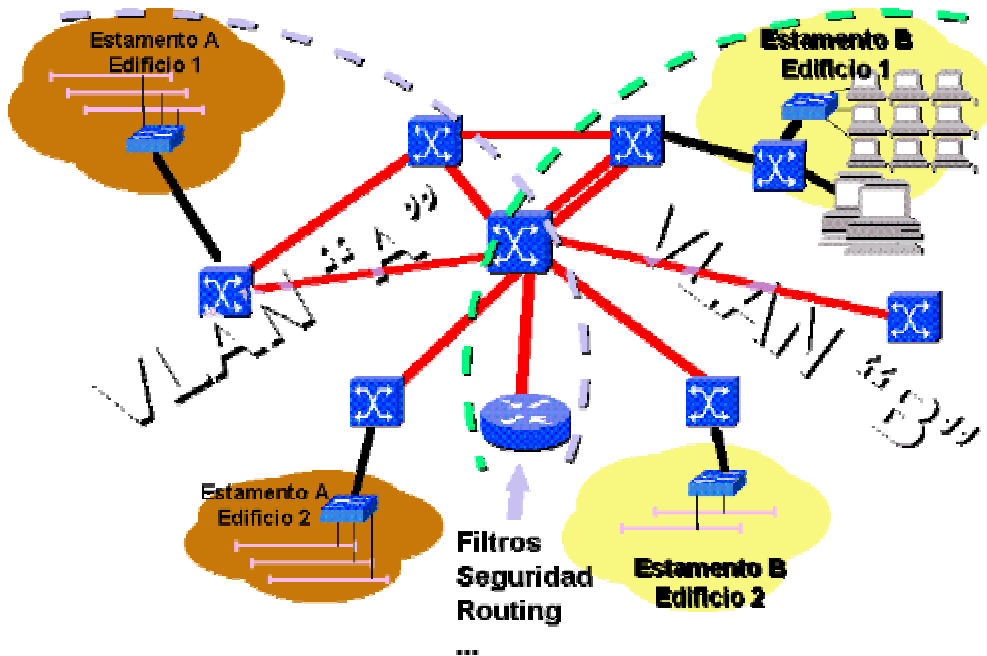 Estamento A
Edificio 1
Estamento B
Edificio 1
VLAN “A”
VLAN “B”
Estamento A
Edificio 2
Filtros
Seguridad
Routing
...
Estamento B
Edificio 2